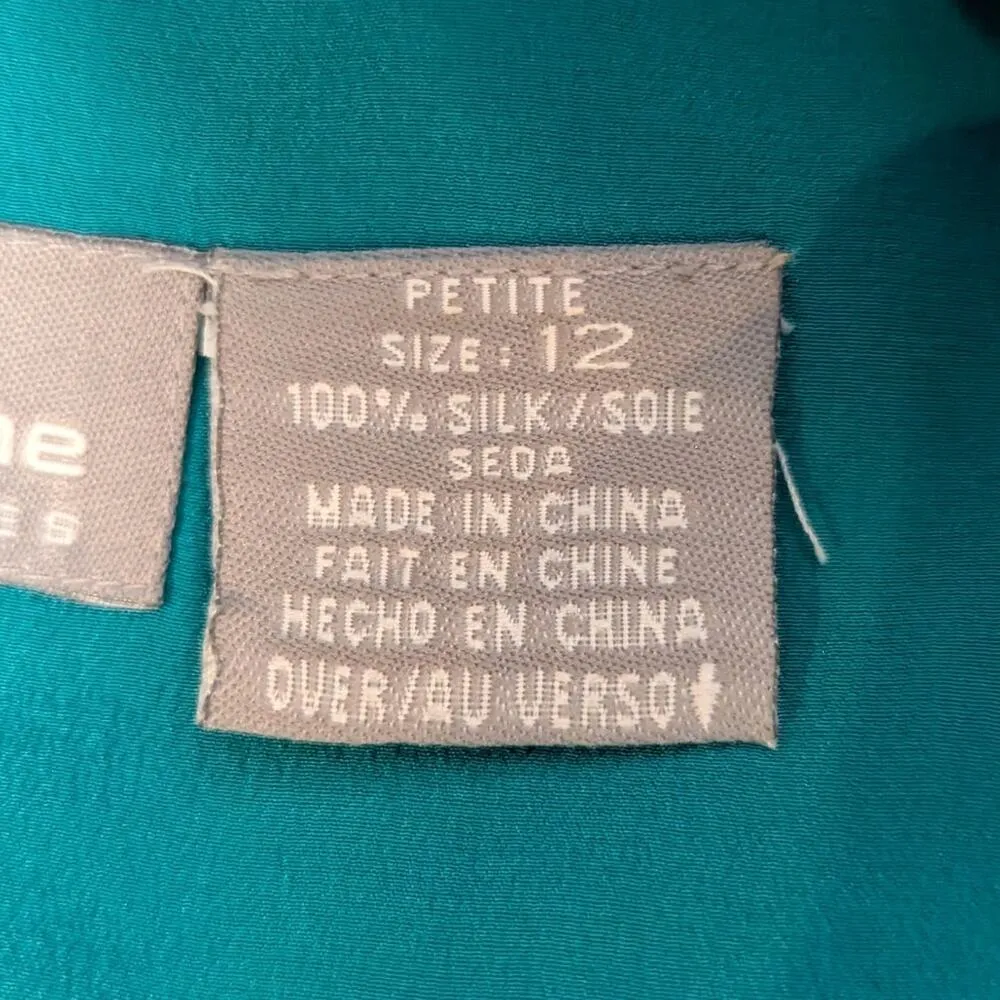 PETITE
SIZE: 12
100% SILK / SOIE
SEDA
MADE IN CHINA
FAIT EN CHINE
HECHO EN CHINA
OVER/AU VERSO